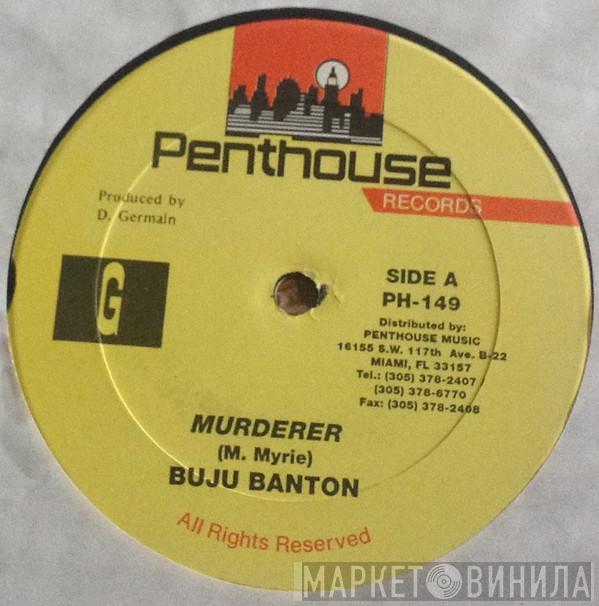 Penthouse
RECORDS
Produced by
D. Germain
G
SIDE A
PH-149
Distributed by:
PENTHOUSE MUSIC
16155 S.W. 117th Ave. B-22
MIAMI, FL 33157
Tel.: (305) 378-2407
(305) 378-6770
Fax: (305) 378-2408
MURDERER
(M. Myrie)
BUJU BANTON
All Rights Reserved
МАРКЕТ ВИНИЛА